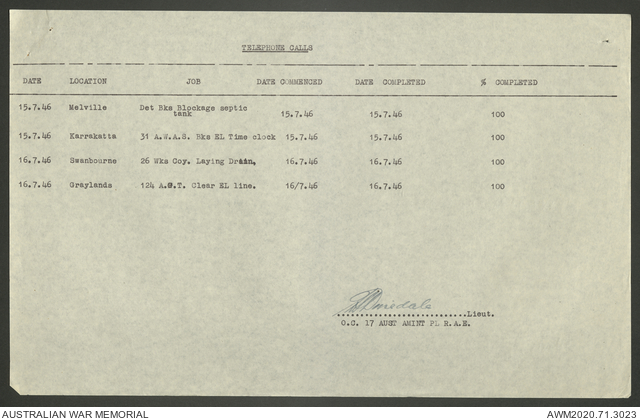 TELEPHONE CALLS
DATE LOCATION JOB DATE COMMENCED DATE COMPLETED % COMPLETED
15.7.46 Melville Det Bks Blockage septic tank 15.7.46 15.7.46 100
15.7.46 Karrakatta 31 A.W.A.S. Bks EL Time clock 15.7.46 15.7.46 100
16.7.46 Swanbourne 26 Wks Coy. Laying Drain, 16.7.46 16.7.46 100
16.7.46 Graylands 124 A.G.T. Clear EL line. 16/7.46 16.7.46 100
Lieut.
O.C. 17 AUST AMINT PL R.A.E.
AUSTRALIAN WAR MEMORIAL AWM2020.71.3023